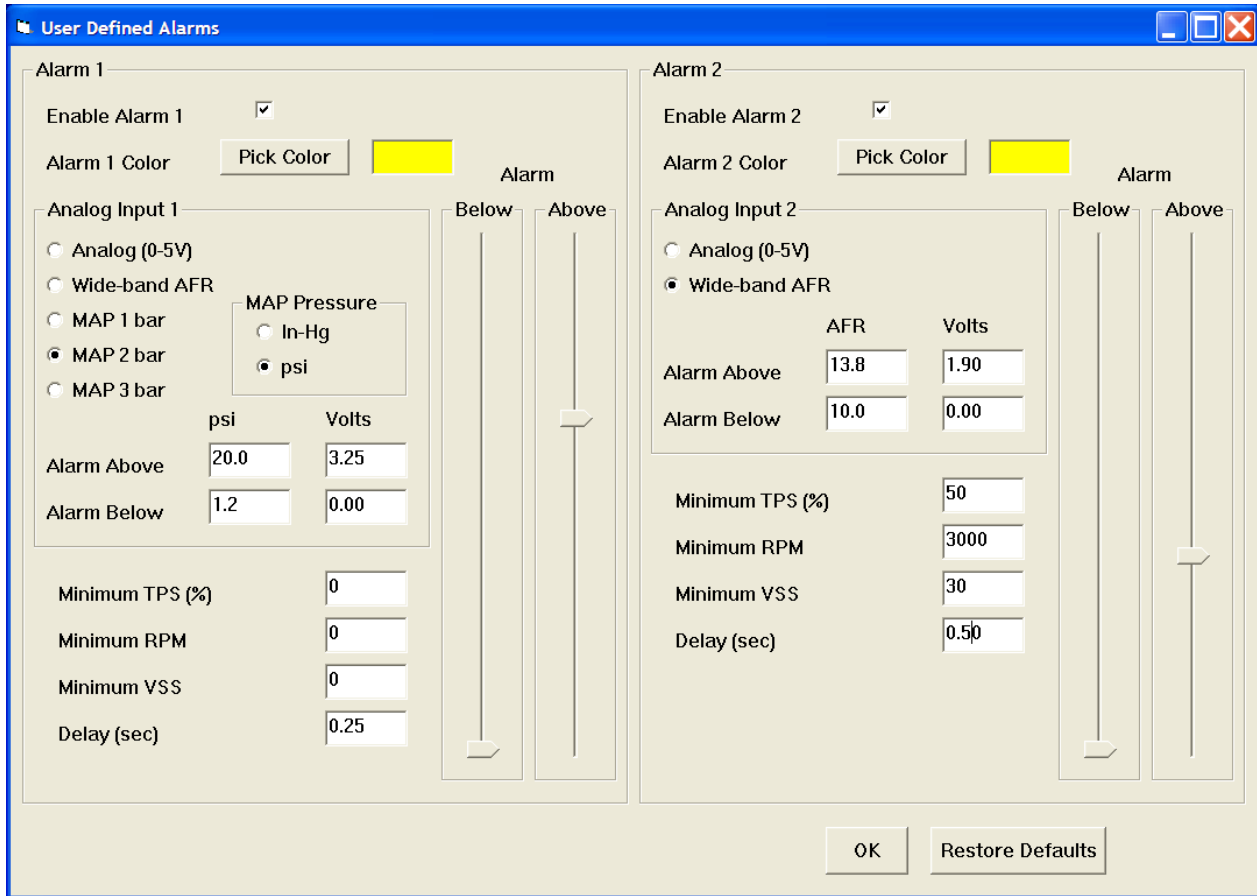 User Defined Alarms
Alarm 1
Enable Alarm 1
Alarm 1 Color Pick Color
Alarm
Analog Input 1
Below Above
Analog (0-5V)
Wide-band AFR
MAP 1 bar
MAP 2 bar
MAP 3 bar
MAP Pressure
In-Hg
psi
psi Volts
Alarm Above 20.0 3.25
Alarm Below 1.2 0.00
Minimum TPS (%) 0
Minimum RPM 0
Minimum VSS 0
Delay (sec) 0.25
Alarm 2
Enable Alarm 2
Alarm 2 Color Pick Color
Alarm
Analog Input 2
Below Above
Analog (0-5V)
Wide-band AFR
AFR Volts
Alarm Above 13.8 1.90
Alarm Below 10.0 0.00
Minimum TPS (%) 50
Minimum RPM 3000
Minimum VSS 30
Delay (sec) 0.50
OK Restore Defaults